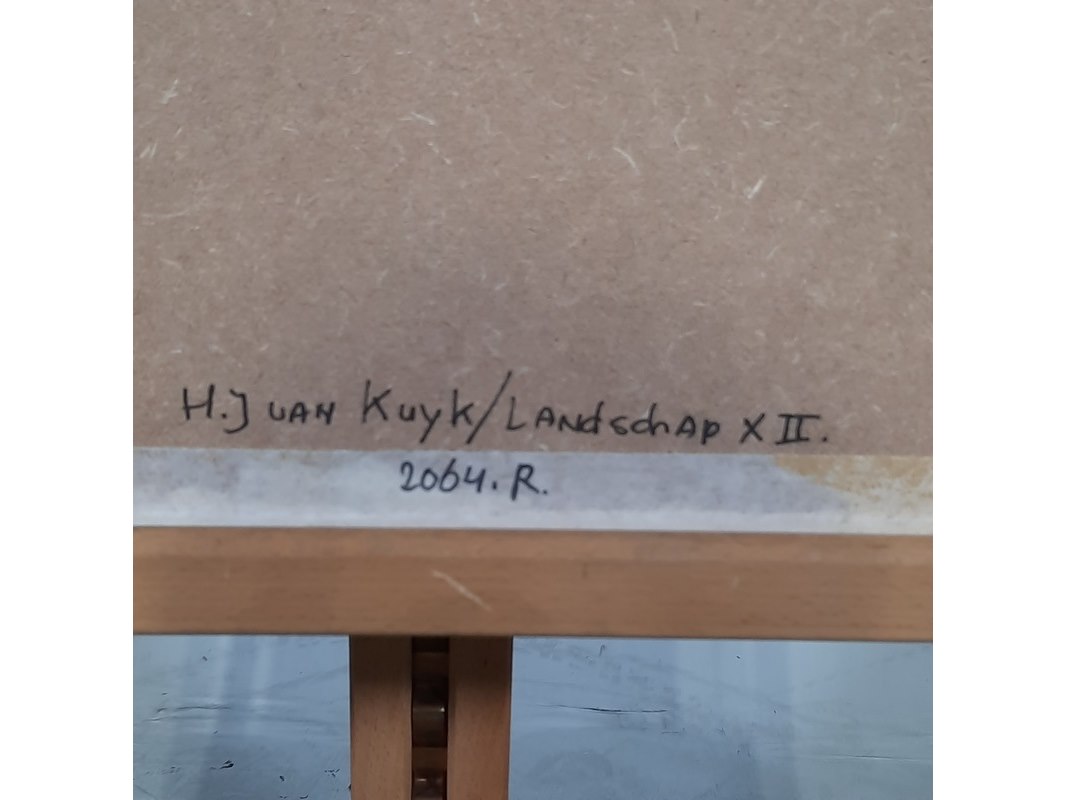 H.J van Kuyk/Landschap XII.
2064.R.